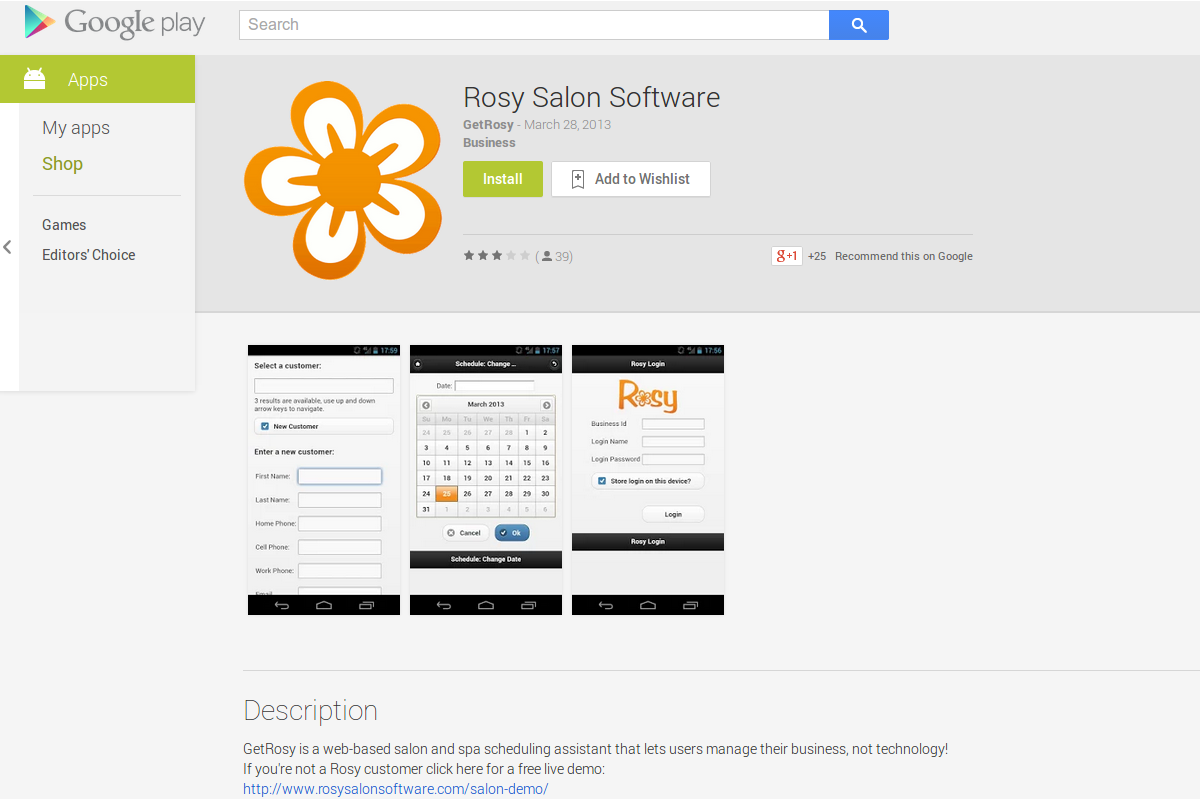 Google play
Search
Apps
My apps
Shop
Games
Editors' Choice
Rosy Salon Software
GetRosy - March 28, 2013
Business
Install
Add to Wishlist
( 39)
g+1 +25 Recommend this on Google
17:59
Select a customer:
3 results are available, use up and down
arrow keys to navigate.
New Customer
Enter a new customer:
First Name:
Last Name:
Home Phone:
Cell Phone:
Work Phone:
Email
17:57
Schedule: Change ...
Date:
March 2013
Su Mo Tu We Th Fr Sa
24 25 26 27 28 1 2
3 4 5 6 7 8 9
10 11 12 13 14 15 16
17 18 19 20 21 22 23
24 25 26 27 28 29 30
31 1 2 3 4 5 6
Cancel Ok
Schedule: Change Date
17:56
Rosy Login
Rosy
Business Id
Login Name
Login Password
Store login on this device?
Login
Rosy Login
Description
GetRosy is a web-based salon and spa scheduling assistant that lets users manage their business, not technology!
If you're not a Rosy customer click here for a free live demo:
http://www.rosysalonsoftware.com/salon-demo/